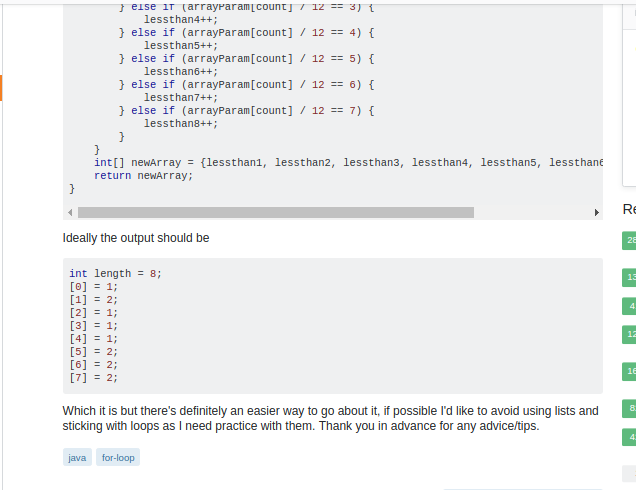 } else if (arrayParam[count] / 12 == 3) {
lessthan4++;
} else if (arrayParam[count] / 12 == 4) {
lessthan5++;
} else if (arrayParam[count] / 12 == 5) {
lessthan6++;
} else if (arrayParam[count] / 12 == 6) {
lessthan7++;
} else if (arrayParam[count] / 12 == 7) {
lessthan8++;
}
}
int[] newArray = {lessthan1, lessthan2, lessthan3, lessthan4, lessthan5, lessthan6
return newArray;
}
Ideally the output should be
int length = 8;
[0] = 1;
[1] = 2;
[2] = 1;
[3] = 1;
[4] = 1;
[5] = 2;
[6] = 2;
[7] = 2;
Which it is but there's definitely an easier way to go about it, if possible I'd like to avoid using lists and
sticking with loops as I need practice with them. Thank you in advance for any advice/tips.
java for-loop
Re
28
13
4
12
16
8
4